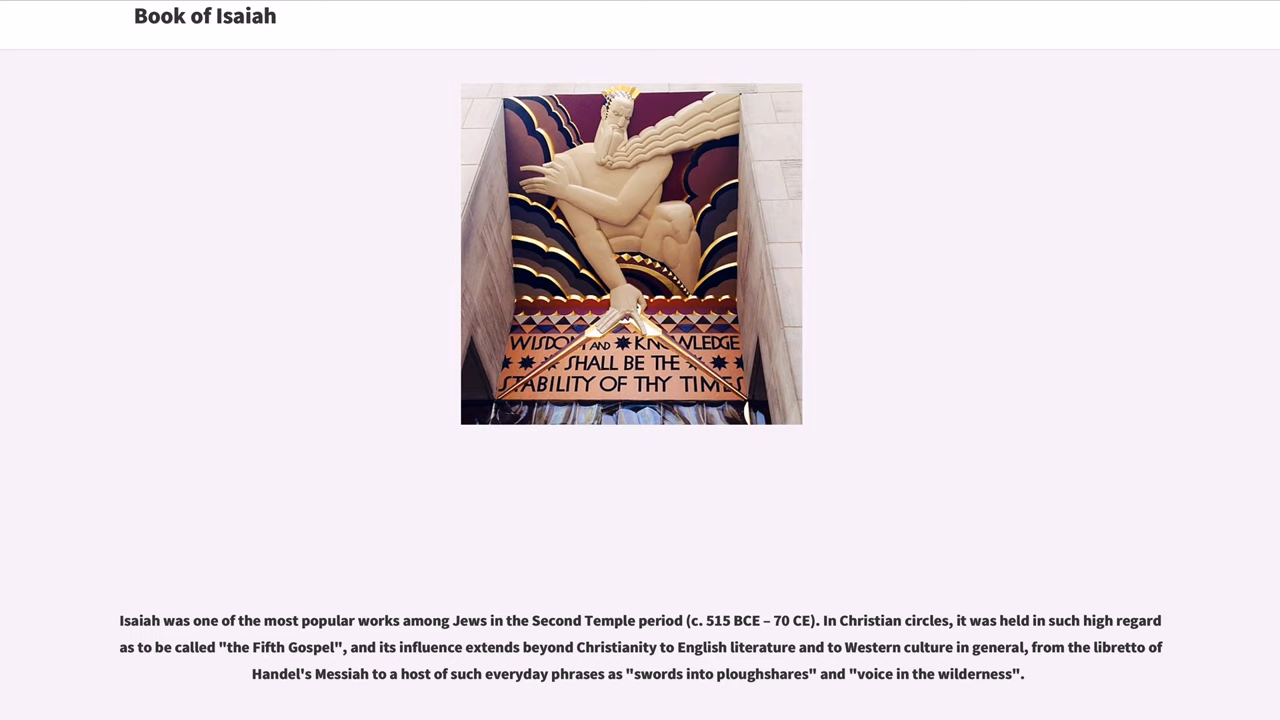 Book of Isaiah
WISDOM AND ✷ KNOWLEDGE
✷ ✷ ✷ SHALL BE THE ✷ ✷ ✷
STABILITY OF THY TIMES
Isaiah was one of the most popular works among Jews in the Second Temple period (c. 515 BCE – 70 CE). In Christian circles, it was held in such high regard
as to be called "the Fifth Gospel", and its influence extends beyond Christianity to English literature and to Western culture in general, from the libretto of
Handel's Messiah to a host of such everyday phrases as "swords into ploughshares" and "voice in the wilderness".